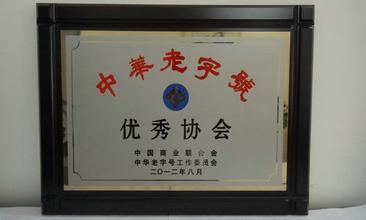 中華老字號
优秀协会
中国商业联合会
中华老字号工作委员会
二〇一二年八月